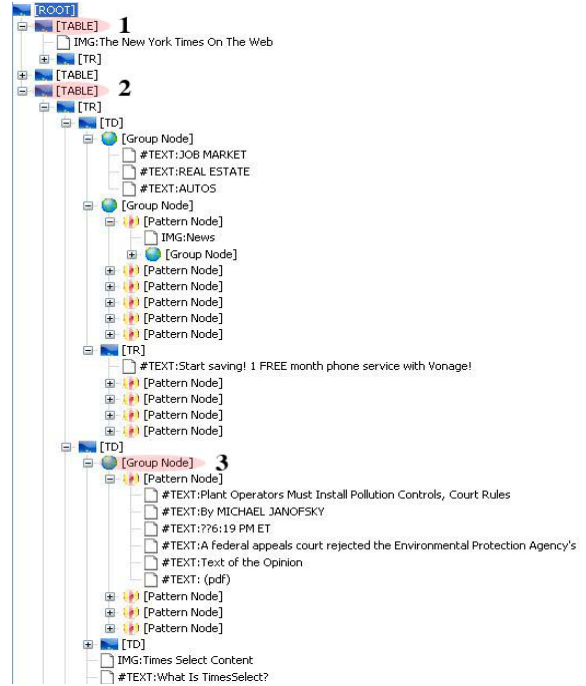 [ROOT]
[TABLE] 1
IMG:The New York Times On The Web
[TR]
[TABLE]
[TABLE] 2
[TR]
[TD]
[Group Node]
#TEXT:JOB MARKET
#TEXT:REAL ESTATE
#TEXT:AUTOS
[Group Node]
[Pattern Node]
IMG:News
[Group Node]
[Pattern Node]
[Pattern Node]
[Pattern Node]
[Pattern Node]
[Pattern Node]
[TR]
#TEXT:Start saving! 1 FREE month phone service with Vonage!
[Pattern Node]
[Pattern Node]
[Pattern Node]
[Pattern Node]
[TD]
[Group Node] 3
[Pattern Node]
#TEXT:Plant Operators Must Install Pollution Controls, Court Rules
#TEXT:By MICHAEL JANOFSKY
#TEXT:??6:19 PM ET
#TEXT:A federal appeals court rejected the Environmental Protection Agency's
#TEXT:Text of the Opinion
#TEXT: (pdf)
[Pattern Node]
[Pattern Node]
[Pattern Node]
[TD]
IMG:Times Select Content
#TEXT:What Is TimesSelect?